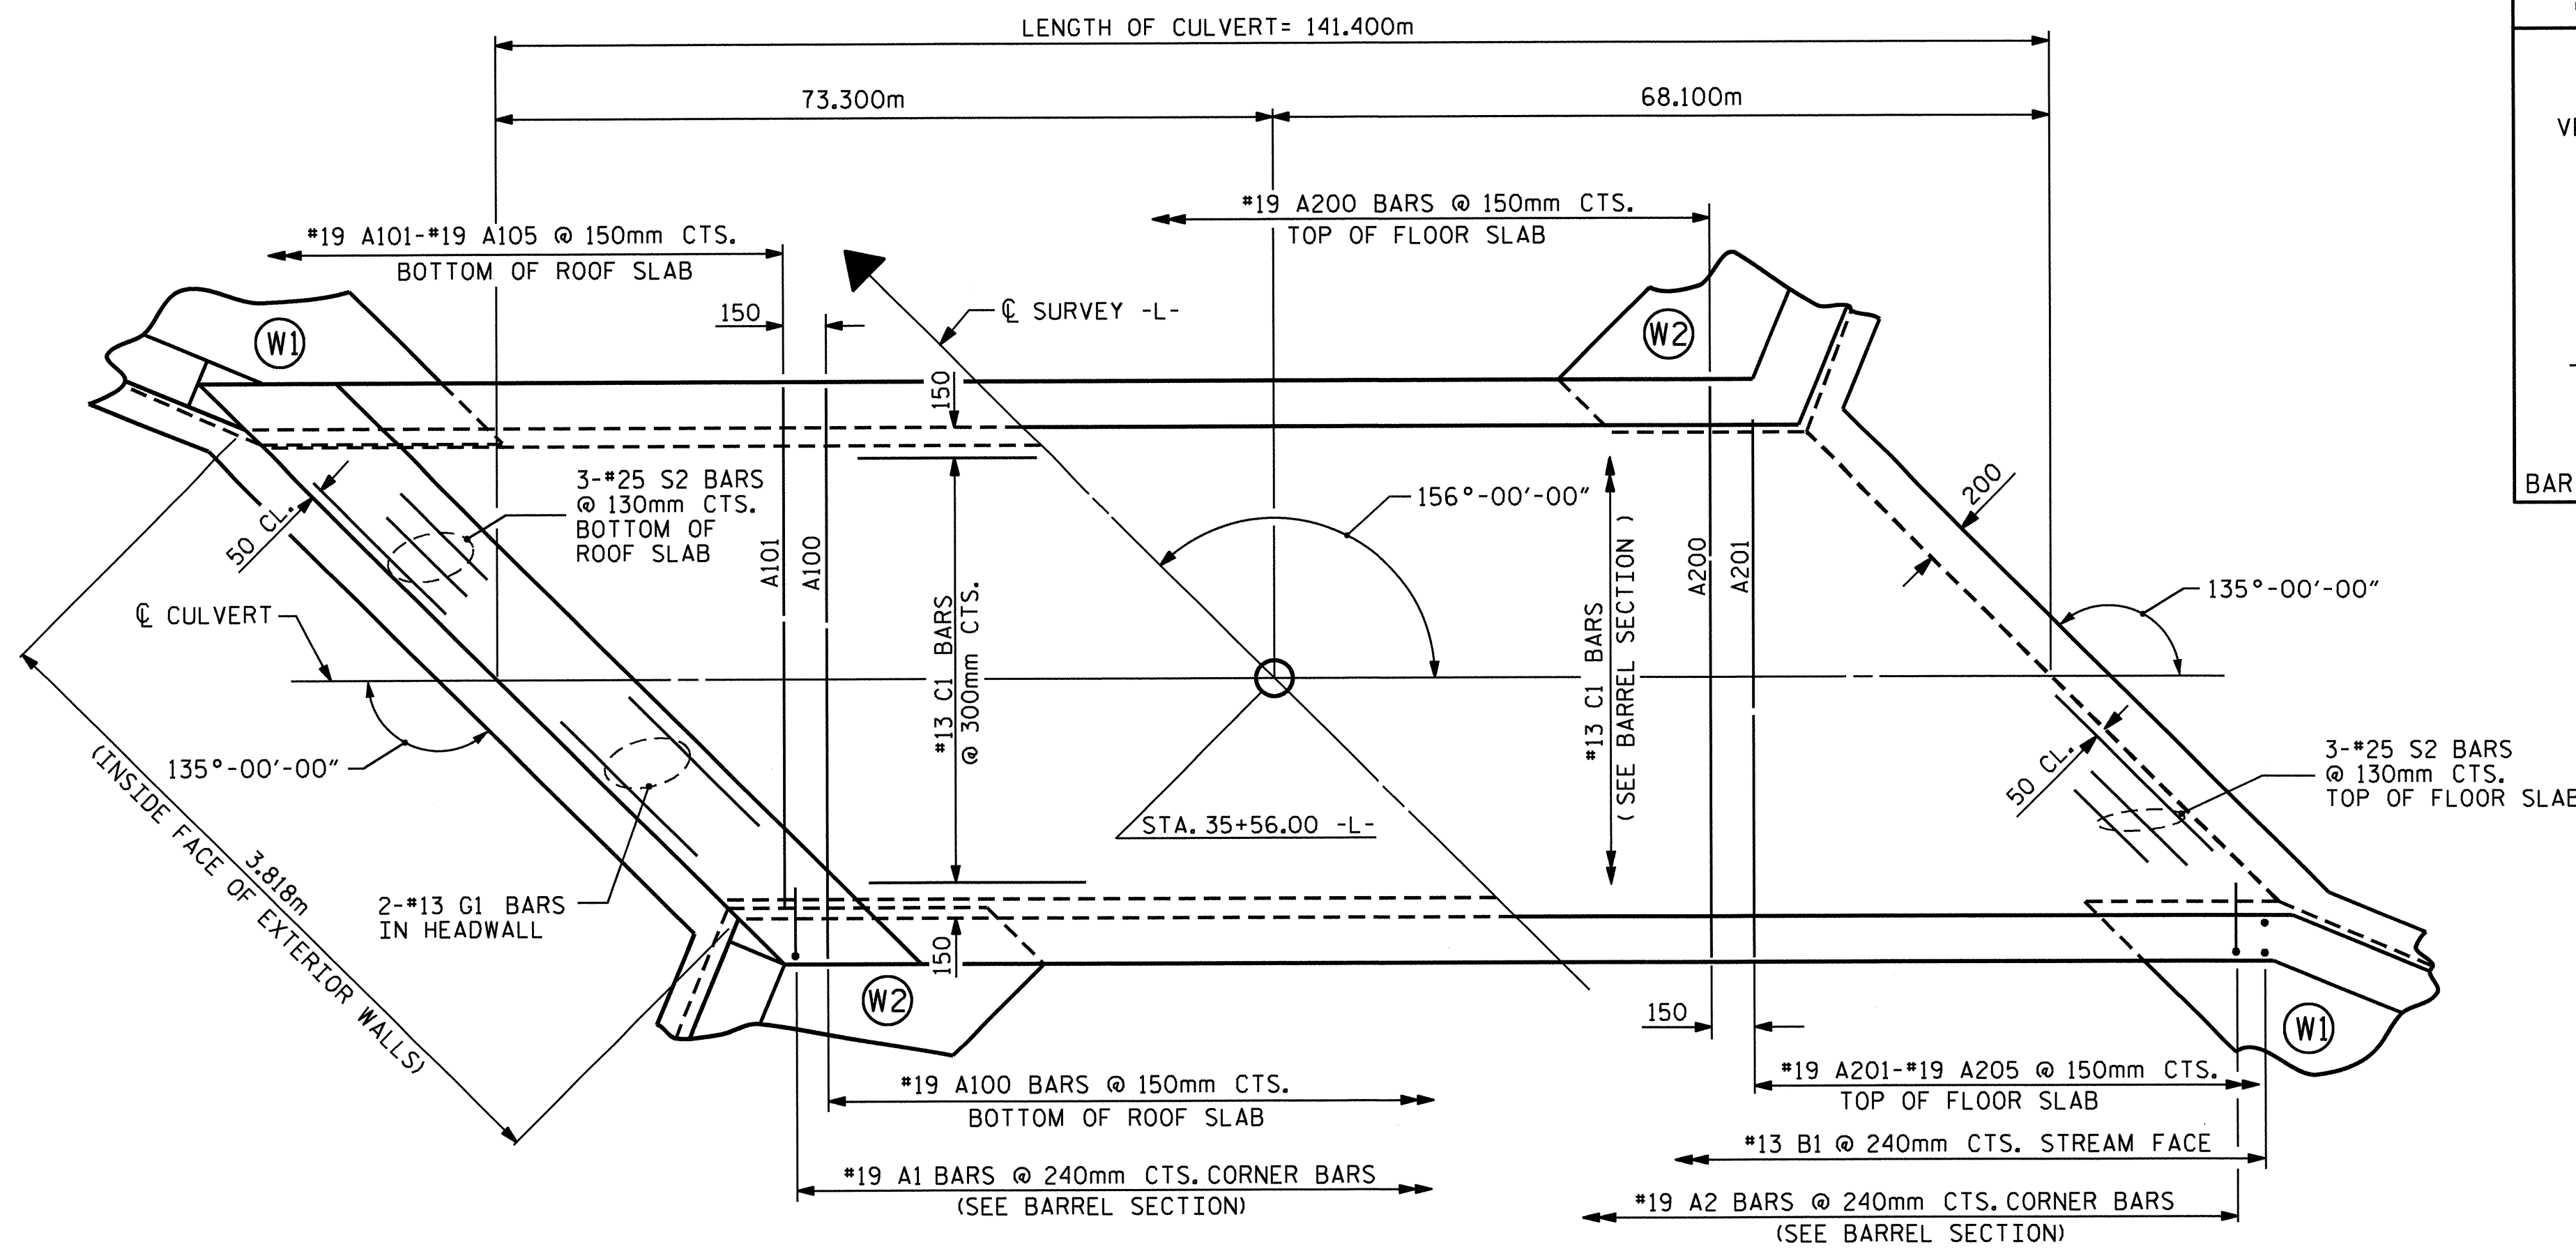 LENGTH OF CULVERT= 141.400m
73.300m
68.100m
#19 A200 BARS @ 150mm CTS.
TOP OF FLOOR SLAB
#19 A101-#19 A105 @ 150mm CTS.
BOTTOM OF ROOF SLAB
150
℄ SURVEY -L-
W1
W2
150
3-#25 S2 BARS
@ 130mm CTS.
BOTTOM OF
ROOF SLAB
50 CL.
156°-00'-00"
200
BAR
A101
A100
#13 C1 BARS
@ 300mm CTS.
#13 C1 BARS
( SEE BARREL SECTION )
A200
A201
135°-00'-00"
℄ CULVERT
135°-00'-00"
3.818m
(INSIDE FACE OF EXTERIOR WALLS)
STA. 35+56.00 -L-
50 CL.
3-#25 S2 BARS
@ 130mm CTS.
TOP OF FLOOR SLAB
2-#13 G1 BARS
IN HEADWALL
150
W2
150
W1
#19 A100 BARS @ 150mm CTS.
BOTTOM OF ROOF SLAB
#19 A201-#19 A205 @ 150mm CTS.
TOP OF FLOOR SLAB
#13 B1 @ 240mm CTS. STREAM FACE
#19 A1 BARS @ 240mm CTS. CORNER BARS
(SEE BARREL SECTION)
#19 A2 BARS @ 240mm CTS. CORNER BARS
(SEE BARREL SECTION)